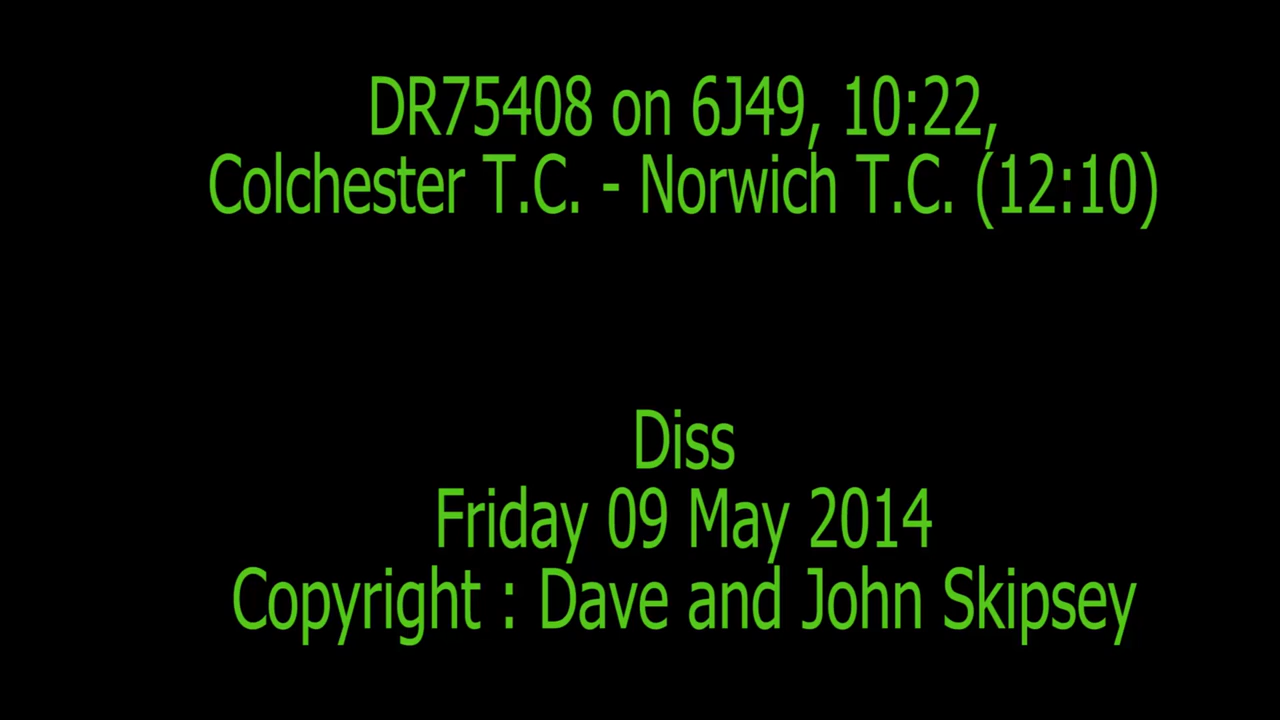 DR75408 on 6J49, 10:22,
Colchester T.C. - Norwich T.C. (12:10)
Diss
Friday 09 May 2014
Copyright : Dave and John Skipsey